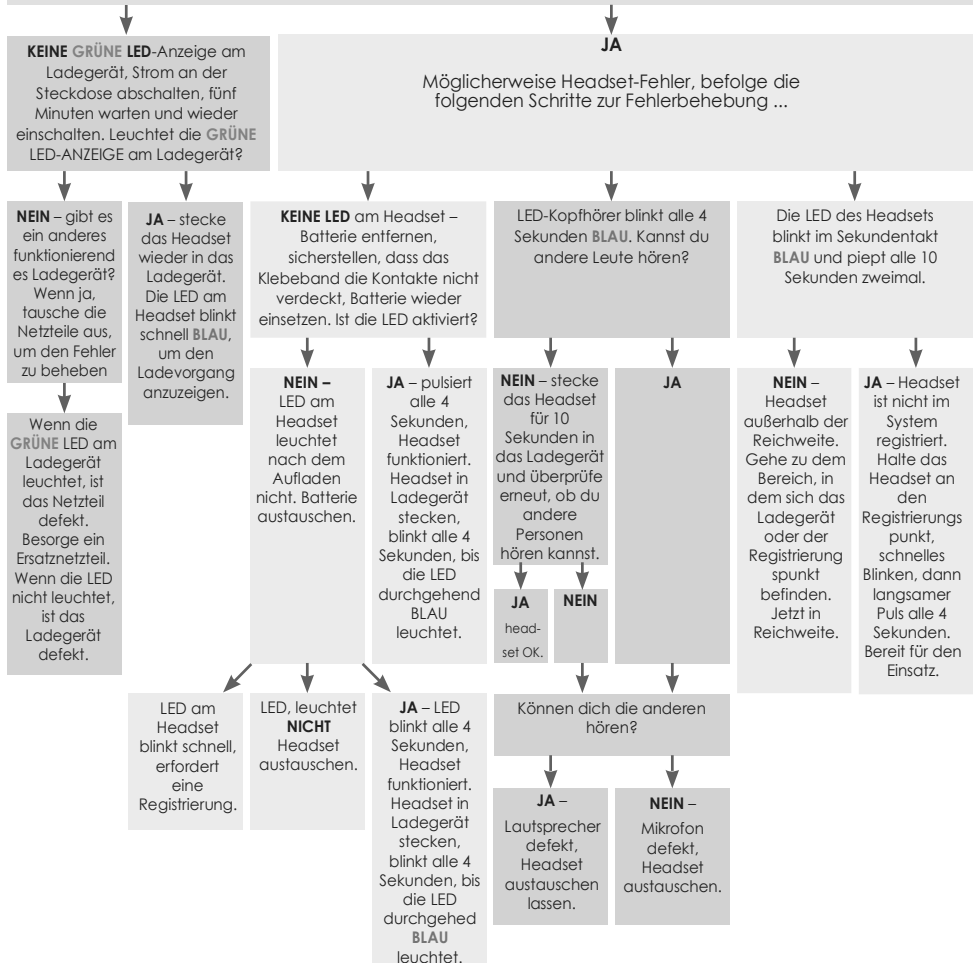 KEINE GRÜNE LED-Anzeige am
Ladegerät, Strom an der
Steckdose abschalten, fünf
Minuten warten und wieder
einschalten. Leuchtet die GRÜNE
LED-ANZEIGE am Ladegerät?
JA
Möglicherweise Headset-Fehler, befolge die
folgenden Schritte zur Fehlerbehebung ...
NEIN – gibt es
ein anderes
funktionierend
es Ladegerät?
Wenn ja,
tausche die
Netzteile aus,
um den Fehler
zu beheben
JA – stecke
das Headset
wieder in das
Ladegerät.
Die LED am
Headset blinkt
schnell BLAU,
um den
Ladevorgang
anzuzeigen.
KEINE LED am Headset –
Batterie entfernen,
sicherstellen, dass das
Klebeband die Kontakte nicht
verdeckt, Batterie wieder
einsetzen. Ist die LED aktiviert?
LED-Kopfhörer blinkt alle 4
Sekunden BLAU. Kannst du
andere Leute hören?
Die LED des Headsets
blinkt im Sekundentakt
BLAU und piept alle 10
Sekunden zweimal.
Wenn die
GRÜNE LED am
Ladegerät
leuchtet, ist
das Netzteil
defekt.
Besorge ein
Ersatznetzteil.
Wenn die LED
nicht leuchtet,
ist das
Ladegerät
defekt.
NEIN –
LED am
Headset
leuchtet
nach dem
Aufladen
nicht. Batterie
austauschen.
JA – pulsiert
alle 4
Sekunden,
Headset
funktioniert.
Headset in
Ladegerät
stecken,
blinkt alle 4
Sekunden, bis
die LED
durchgehend
BLAU
leuchtet.
NEIN – stecke
das Headset
für 10
Sekunden in
das Ladegerät
und überprüfe
erneut, ob du
andere
Personen
hören kannst.
JA
NEIN –
Headset
außerhalb der
Reichweite.
Gehe zu dem
Bereich, in
dem sich das
Ladegerät
oder der
Registrierung
spunkt
befinden.
Jetzt in
Reichweite.
JA – Headset
ist nicht im
System
registriert.
Halte das
Headset an
den
Registrierungs
punkt,
schnelles
Blinken, dann
langsamer
Puls alle 4
Sekunden.
Bereit für den
Einsatz.
JA
head-
set OK.
NEIN
LED am
Headset
blinkt schnell,
erfordert
eine
Registrierung.
LED, leuchtet
NICHT
Headset
austauschen.
JA – LED
blinkt alle 4
Sekunden,
Headset
funktioniert.
Headset in
Ladegerät
stecken,
blinkt alle 4
Sekunden, bis
die LED
durchgehed
BLAU
leuchtet.
Können dich die anderen
hören?
JA –
Lautsprecher
defekt,
Headset
austauschen
lassen.
NEIN –
Mikrofon
defekt,
Headset
austauschen.